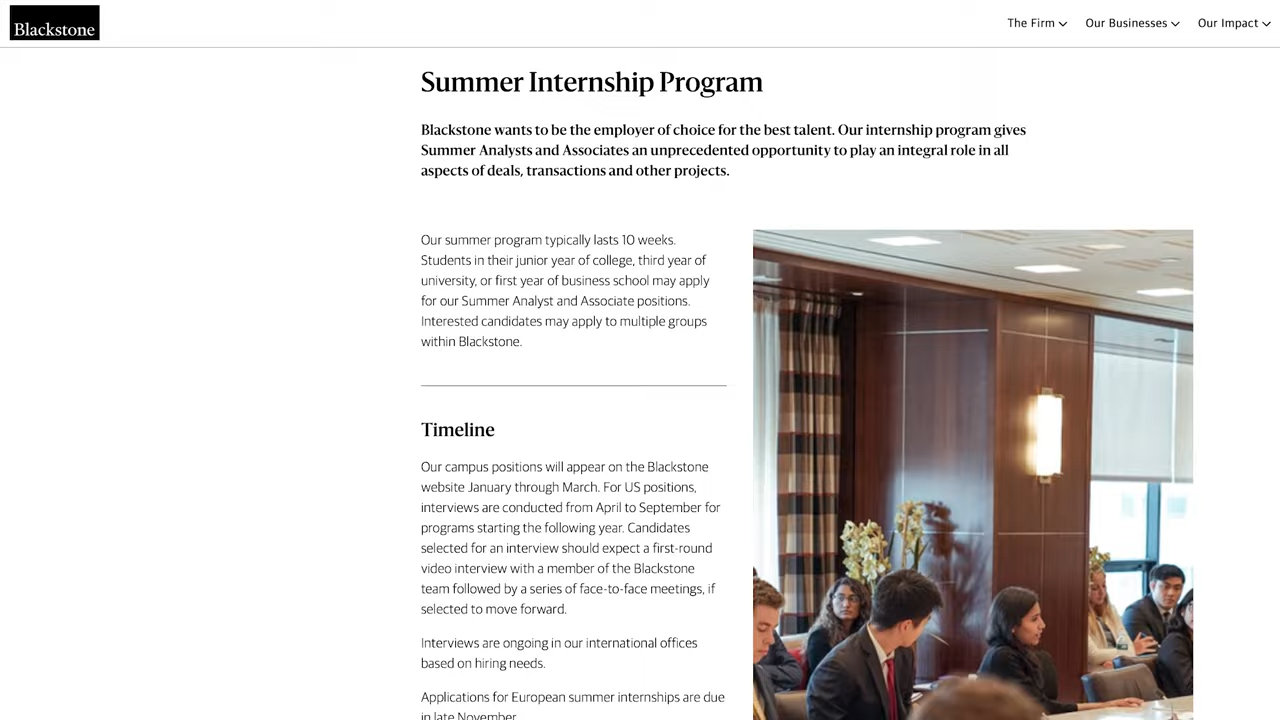 Blackstone
The Firm
Our Businesses
Our Impact
Summer Internship Program
Blackstone wants to be the employer of choice for the best talent. Our internship program gives
Summer Analysts and Associates an unprecedented opportunity to play an integral role in all
aspects of deals, transactions and other projects.
Our summer program typically lasts 10 weeks.
Students in their junior year of college, third year of
university, or first year of business school may apply
for our Summer Analyst and Associate positions.
Interested candidates may apply to multiple groups
within Blackstone.
Timeline
Our campus positions will appear on the Blackstone
website January through March. For US positions,
interviews are conducted from April to September for
programs starting the following year. Candidates
selected for an interview should expect a first-round
video interview with a member of the Blackstone
team followed by a series of face-to-face meetings, if
selected to move forward.
Interviews are ongoing in our international offices
based on hiring needs.
Applications for European summer internships are due
in late November